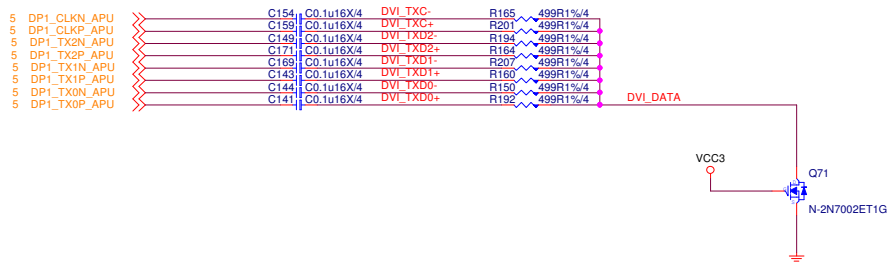 5 DP1_CLKN_APU C154 C0.1u16X/4 DVI_TXC- R165 499R1%/4
5 DP1_CLKP_APU C159 C0.1u16X/4 DVI_TXC+ R201 499R1%/4
5 DP1_TX2N_APU C149 C0.1u16X/4 DVI_TXD2- R194 499R1%/4
5 DP1_TX2P_APU C171 C0.1u16X/4 DVI_TXD2+ R164 499R1%/4
5 DP1_TX1N_APU C169 C0.1u16X/4 DVI_TXD1- R207 499R1%/4
5 DP1_TX1P_APU C143 C0.1u16X/4 DVI_TXD1+ R160 499R1%/4
5 DP1_TX0N_APU C144 C0.1u16X/4 DVI_TXD0- R150 499R1%/4
5 DP1_TX0P_APU C141 C0.1u16X/4 DVI_TXD0+ R192 499R1%/4 DVI_DATA
VCC3
Q71
N-2N7002ET1G